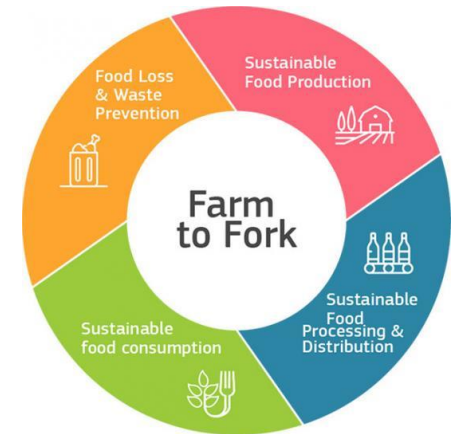 Food Loss
& Waste
Prevention
Sustainable
Food Production
Farm
to Fork
Sustainable
Food
Processing &
Distribution
Sustainable
food consumption